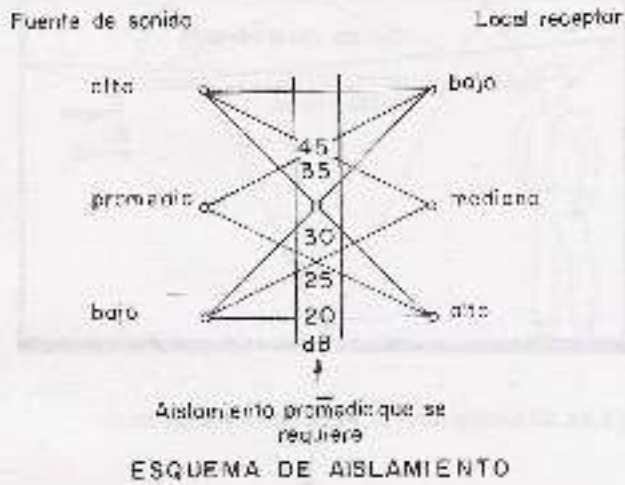 Fuente de sonido
Local receptor
alto
bajo
45
35
promedio
mediano
30
25
bajo
20
alto
dB
Aislamiento promedio que se
requiere
ESQUEMA DE AISLAMIENTO